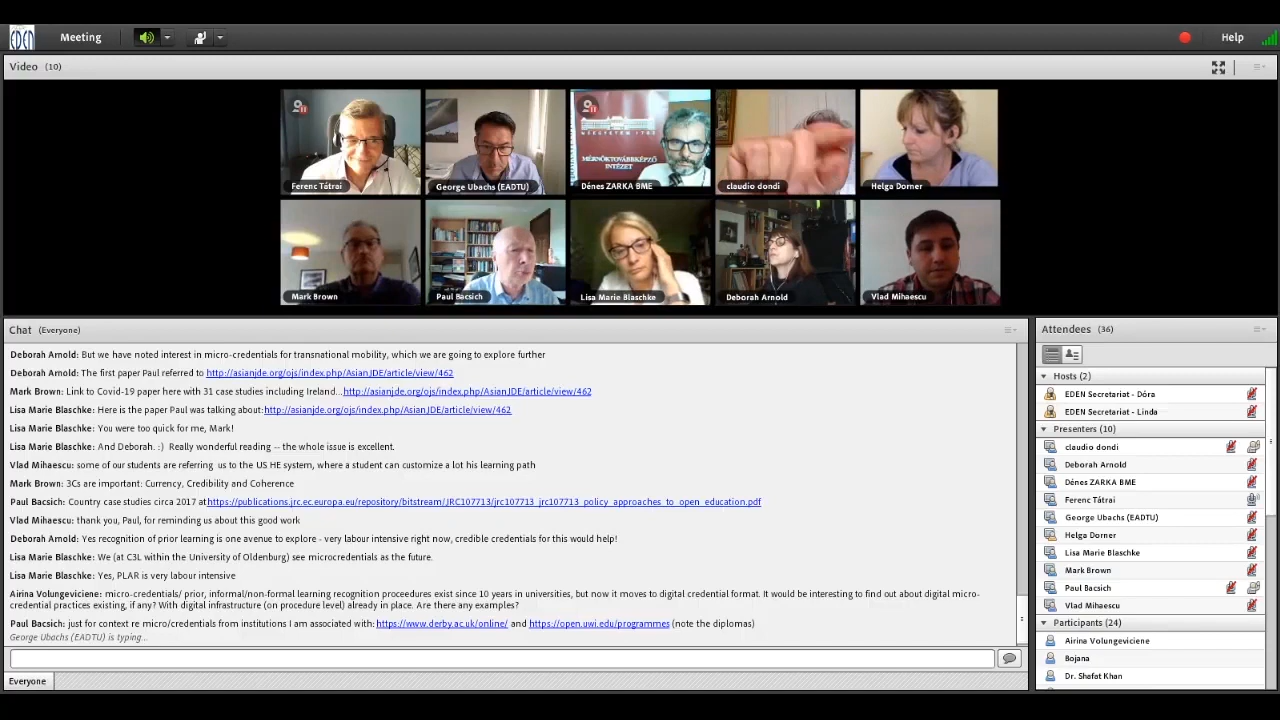 EDEN Meeting Help
Video (10)
MŰEGYETEM 1782
MÉRNÖKTOVÁBBKÉPZŐ
INTÉZET
Ferenc Tátrai George Ubachs (EADTU) Dénes ZARKA BME claudio dondi Helga Dorner
Mark Brown Paul Bacsich Lisa Marie Blaschke Deborah Arnold Vlad Mihaescu
Chat (Everyone)
Deborah Arnold: But we have noted interest in micro-credentials for transnational mobility, which we are going to explore further
Deborah Arnold: The first paper Paul referred to http://asianjde.org/ojs/index.php/AsianJDE/article/view/462
Mark Brown: Link to Covid-19 paper here with 31 case studies including Ireland...http://asianjde.org/ojs/index.php/AsianJDE/article/view/462
Lisa Marie Blaschke: Here is the paper Paul was talking about:http://asianjde.org/ojs/index.php/AsianJDE/article/view/462
Lisa Marie Blaschke: You were too quick for me, Mark!
Lisa Marie Blaschke: And Deborah. :) Really wonderful reading -- the whole issue is excellent.
Vlad Mihaescu: some of our students are referring us to the US HE system, where a student can customize a lot his learning path
Mark Brown: 3Cs are important: Currency, Credibility and Coherence
Paul Bacsich: Country case studies circa 2017 athttps://publications.jrc.ec.europa.eu/repository/bitstream/JRC107713/jrc107713_jrc107713_policy_approaches_to_open_education.pdf
Vlad Mihaescu: thank you, Paul, for reminding us about this good work
Deborah Arnold: Yes recognition of prior learning is one avenue to explore - very labour intensive right now, credible credentials for this would help!
Lisa Marie Blaschke: We (at C3L within the University of Oldenburg) see microcredentials as the future.
Lisa Marie Blaschke: Yes, PLAR is very labour intensive
Airina Volungeviciene: micro-credentials/ prior, informal/non-formal learning recognition procedures exist since 10 years in universities, but now it moves to digital credential format. It would be interesting to find out about digital micro-
credential practices existing, if any? With digital infrastructure (on procedure level) already in place. Are there any examples?
Paul Bacsich: just for context re micro/credentials from institutions I am associated with: https://www.derby.ac.uk/online/ and https://open.uwi.edu/programmes (note the diplomas)
George Ubachs (EADTU) is typing...
Everyone
Attendees (36)
Hosts (2)
EDEN Secretariat - Dóra
EDEN Secretariat - Linda
Presenters (10)
claudio dondi
Deborah Arnold
Dénes ZARKA BME
Ferenc Tátrai
George Ubachs (EADTU)
Helga Dorner
Lisa Marie Blaschke
Mark Brown
Paul Bacsich
Vlad Mihaescu
Participants (24)
Airina Volungeviciene
Bojana
Dr. Shafat Khan